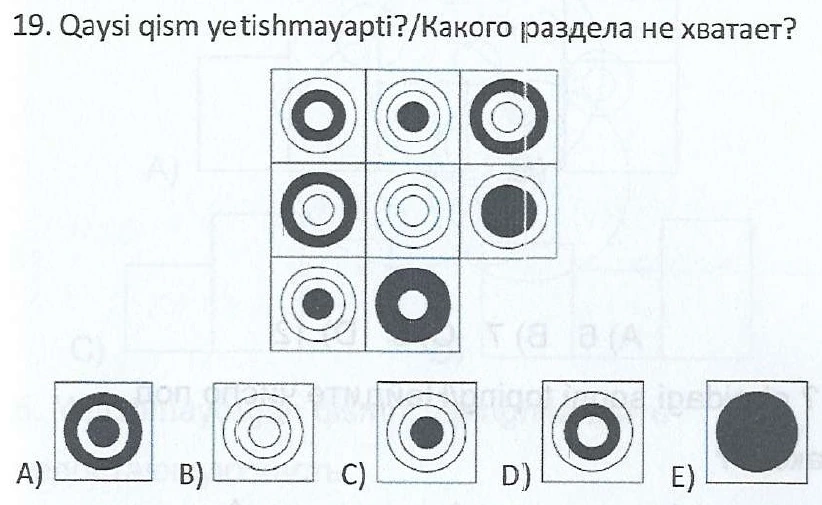 19. Qaysi qism yetishmayapti?/Какого раздела не хватает?
A) B) C) D) E)